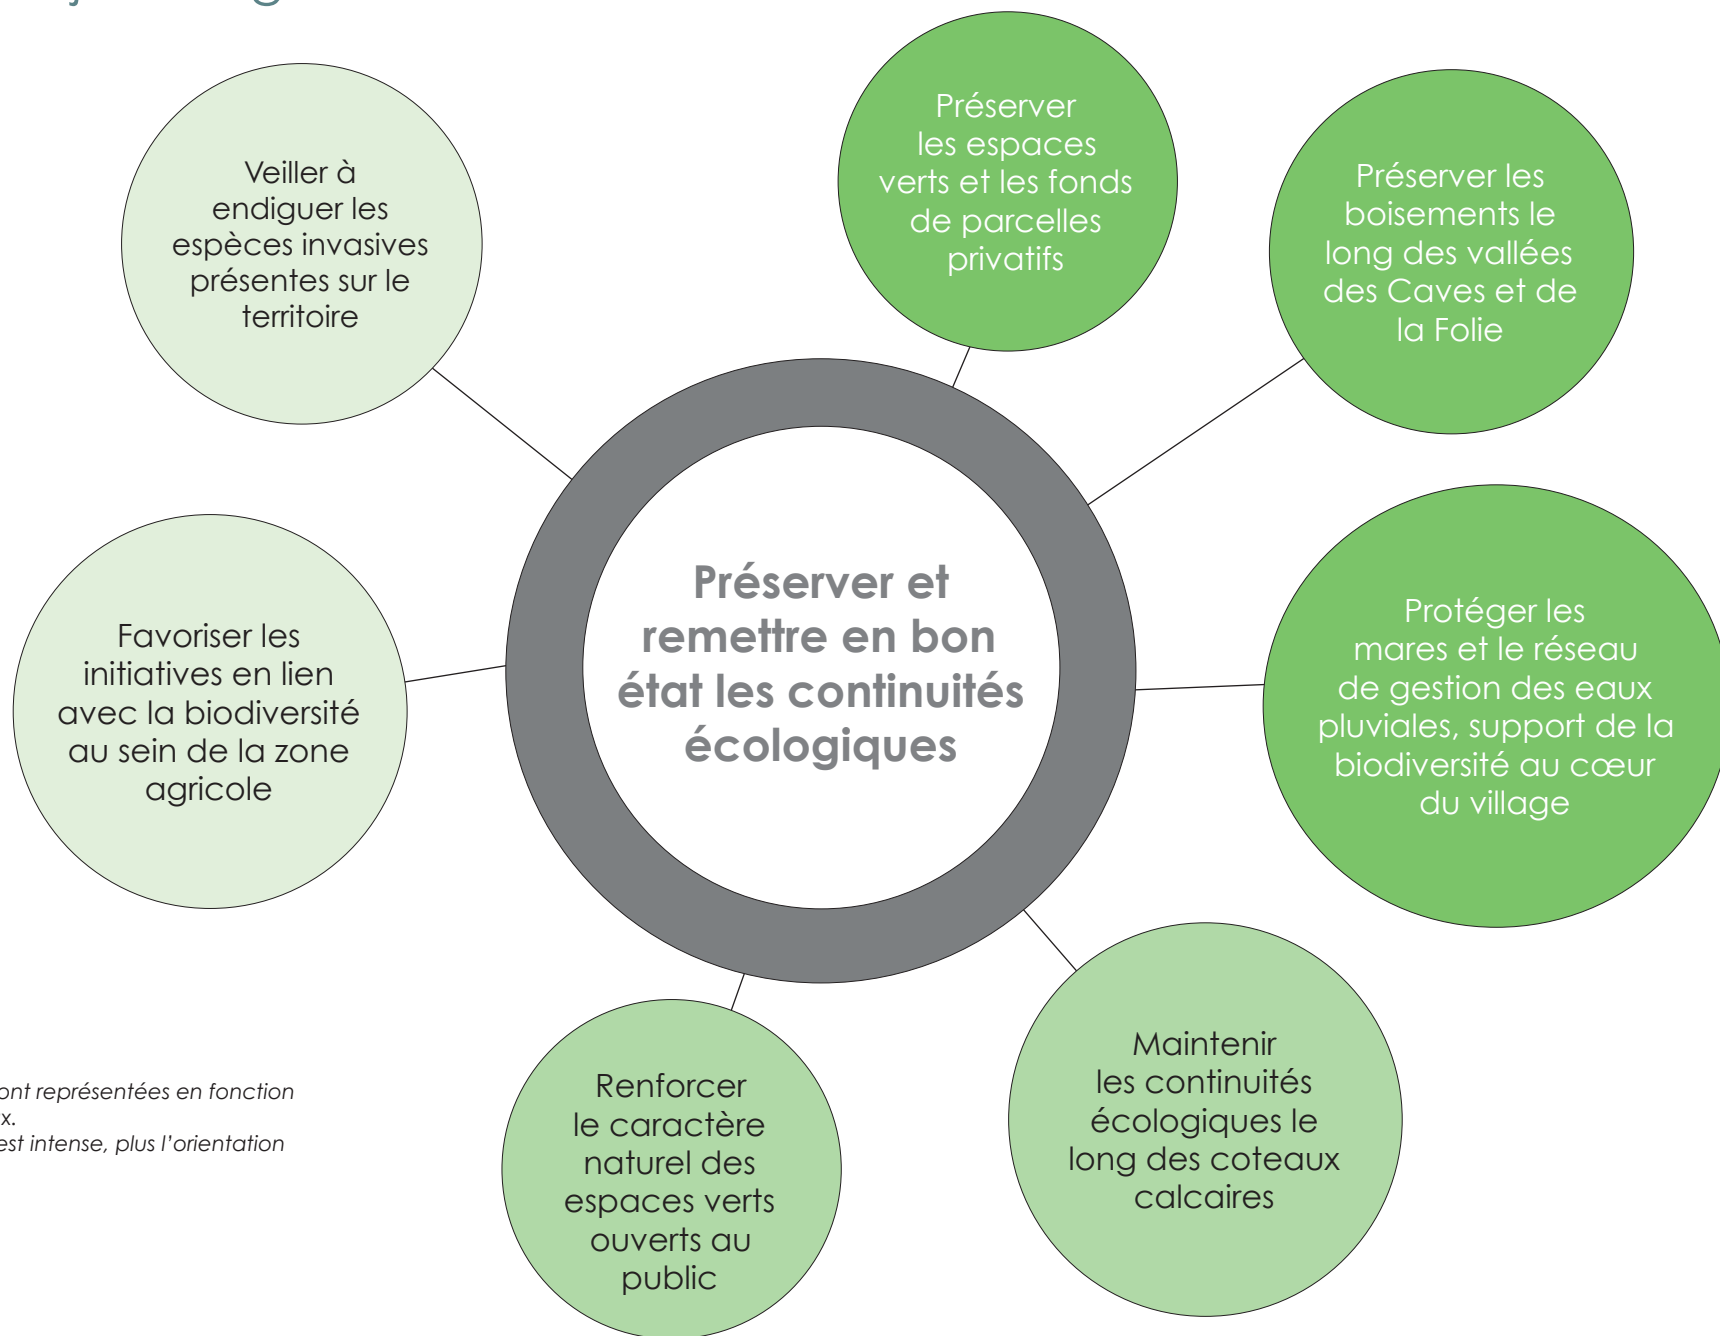 Préserver
les espaces
verts et les fonds
de parcelles
privatifs
Préserver les
boisements le
long des vallées
des Caves et de
la Folie
Veiller à
endiguer les
espèces invasives
présentes sur le
territoire
Préserver et
remettre en bon
état les continuités
écologiques
Protéger les
mares et le réseau
de gestion des eaux
pluviales, support de la
biodiversité au cœur
du village
Favoriser les
initiatives en lien
avec la biodiversité
au sein de la zone
agricole
Maintenir
les continuités
écologiques le
long des coteaux
calcaires
Renforcer
le caractère
naturel des
espaces verts
ouverts au
public
ont représentées en fonction
x.
est intense, plus l'orientation